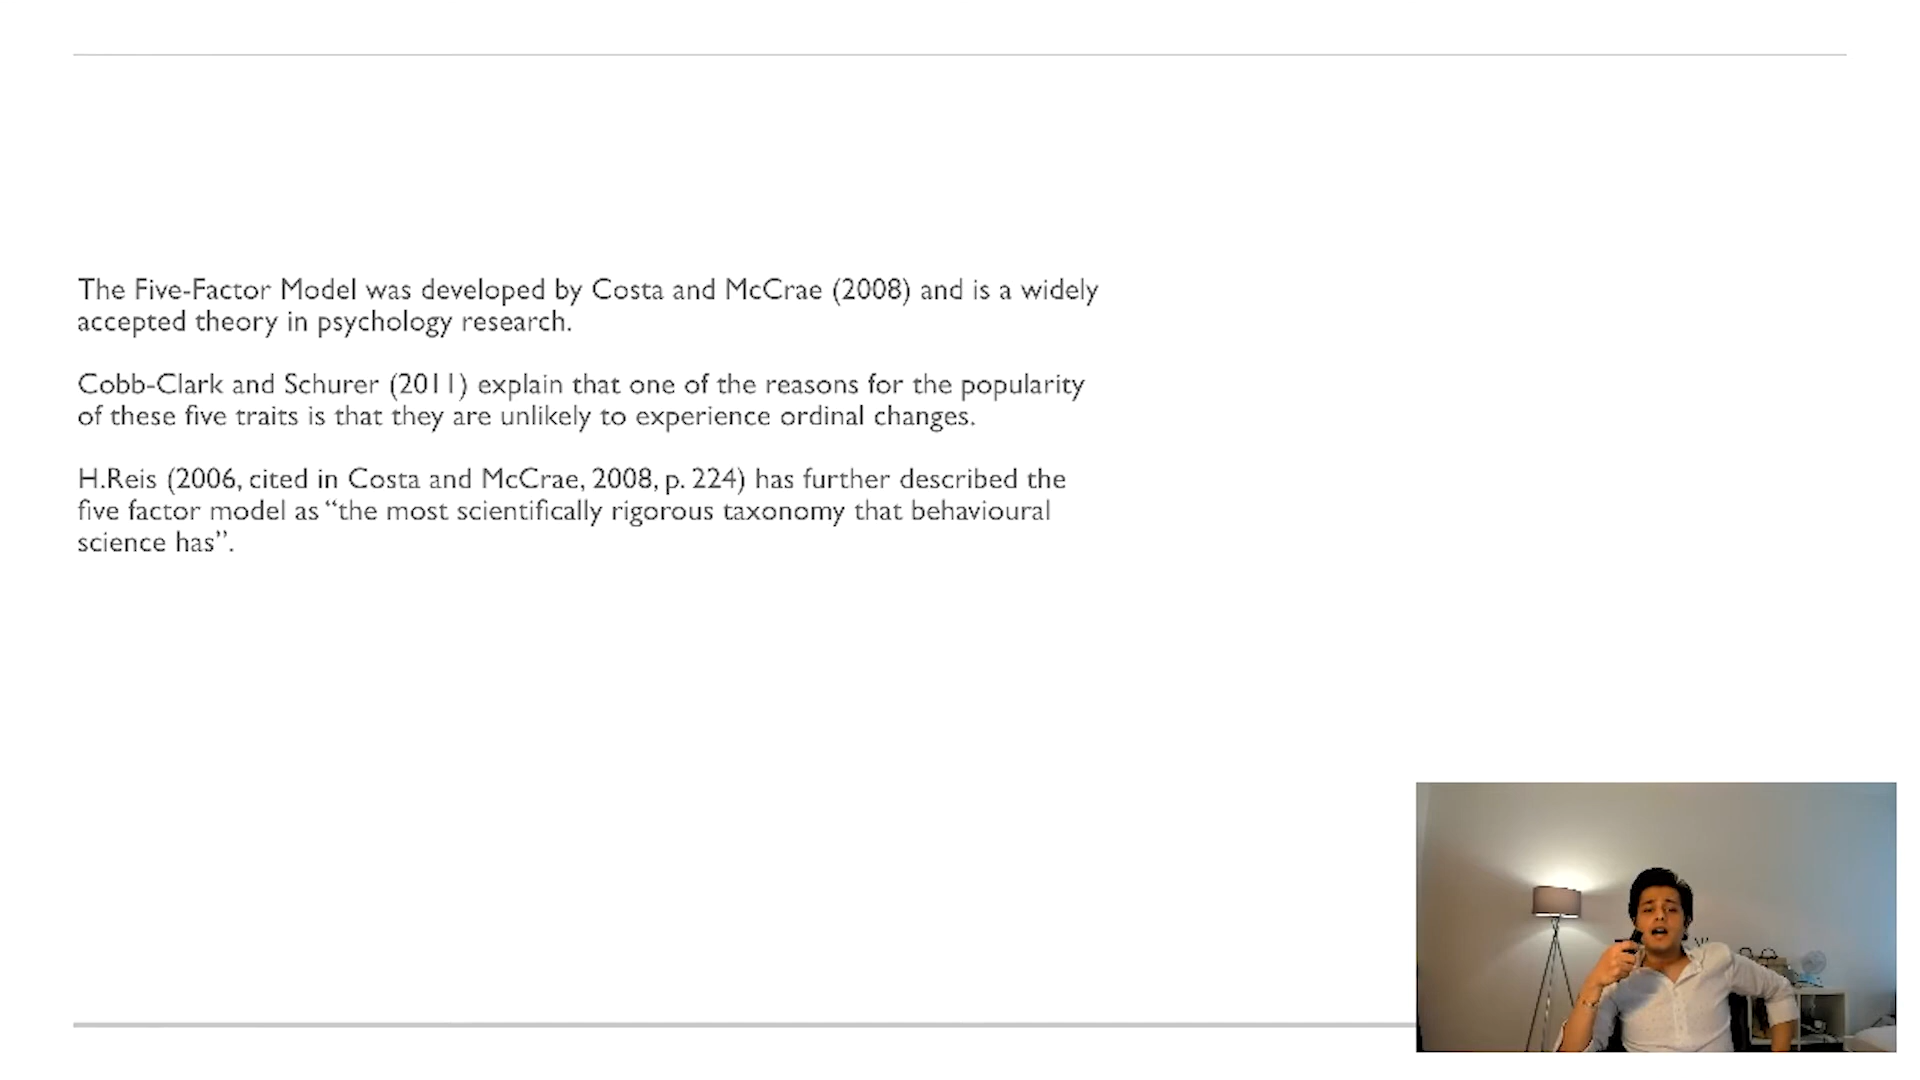 The Five-Factor Model was developed by Costa and McCrae (2008) and is a widely
accepted theory in psychology research.
Cobb-Clark and Schurer (2011) explain that one of the reasons for the popularity
of these five traits is that they are unlikely to experience ordinal changes.
H.Reis (2006, cited in Costa and McCrae, 2008, p. 224) has further described the
five factor model as “the most scientifically rigorous taxonomy that behavioural
science has”.